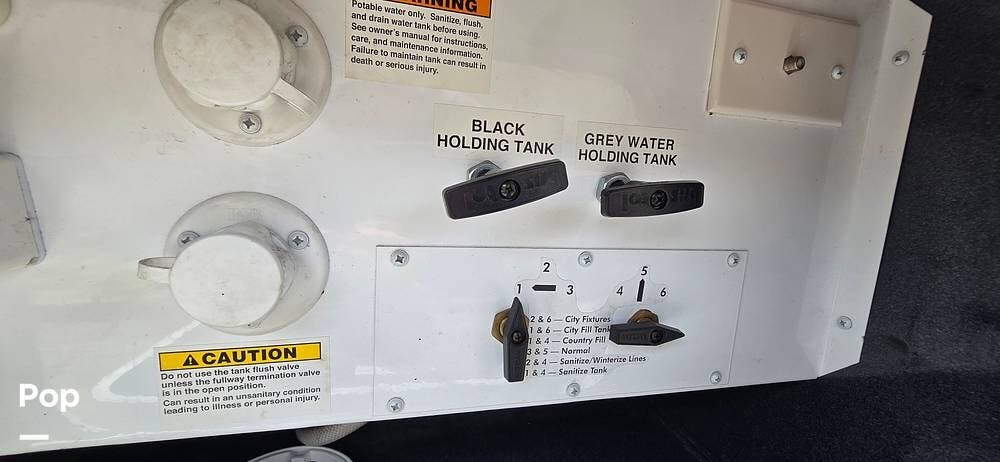 Potable water only. Sanitize, flush,
and drain water tank before using.
See owner's manual for instructions,
care, and maintenance information.
Failure to maintain tank can result in
death or serious injury.
BLACK
HOLDING TANK
GREY WATER
HOLDING TANK
2
1
3
5
4
6
2 & 6 — City Fixtures
1 & 6 — City Fill Tank
1 & 4 — Country Fill
3 & 5 — Normal
2 & 4 — Sanitize/Winterize Lines
1 & 4 — Sanitize Tank
CAUTION
Do not use the tank flush valve
unless the fullway termination valve
is in the open position.
Can result in an unsanitary condition
leading to illness or personal injury.
Pop